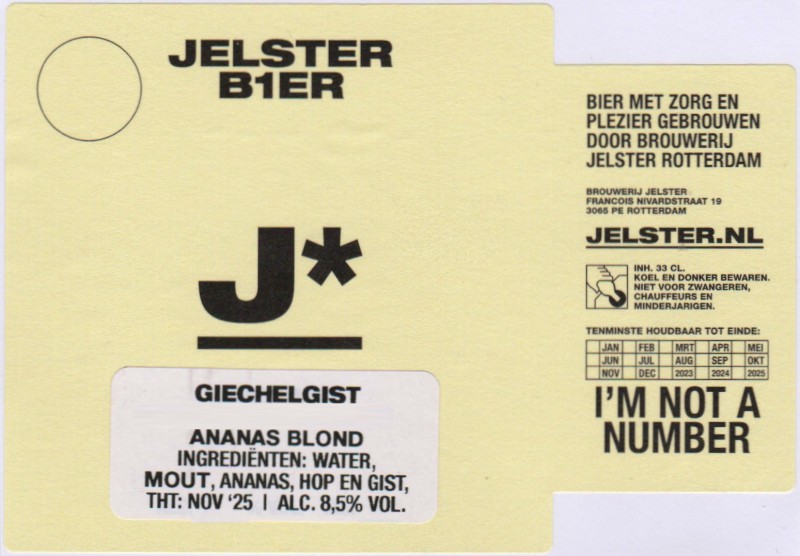 JELSTER
B1ER
J*
GIECHELGIST
ANANAS BLOND
INGREDIËNTEN: WATER,
MOUT, ANANAS, HOP EN GIST,
THT: NOV '25 | ALC. 8,5% VOL.
BIER MET ZORG EN
PLEZIER GEBROUWEN
DOOR BROUWERIJ
JELSTER ROTTERDAM
BROUWERIJ JELSTER
FRANCOIS NIVARDSTRAAT 19
3065 PE ROTTERDAM
JELSTER.NL
INH. 33 CL.
KOEL EN DONKER BEWAREN.
NIET VOOR ZWANGEREN,
CHAUFFEURS EN
MINDERJARIGEN.
TENMINSTE HOUDBAAR TOT EINDE:
JAN FEB MRT APR MEI
JUN JUL AUG SEP OKT
NOV DEC 2023 2024 2025
I'M NOT A
NUMBER